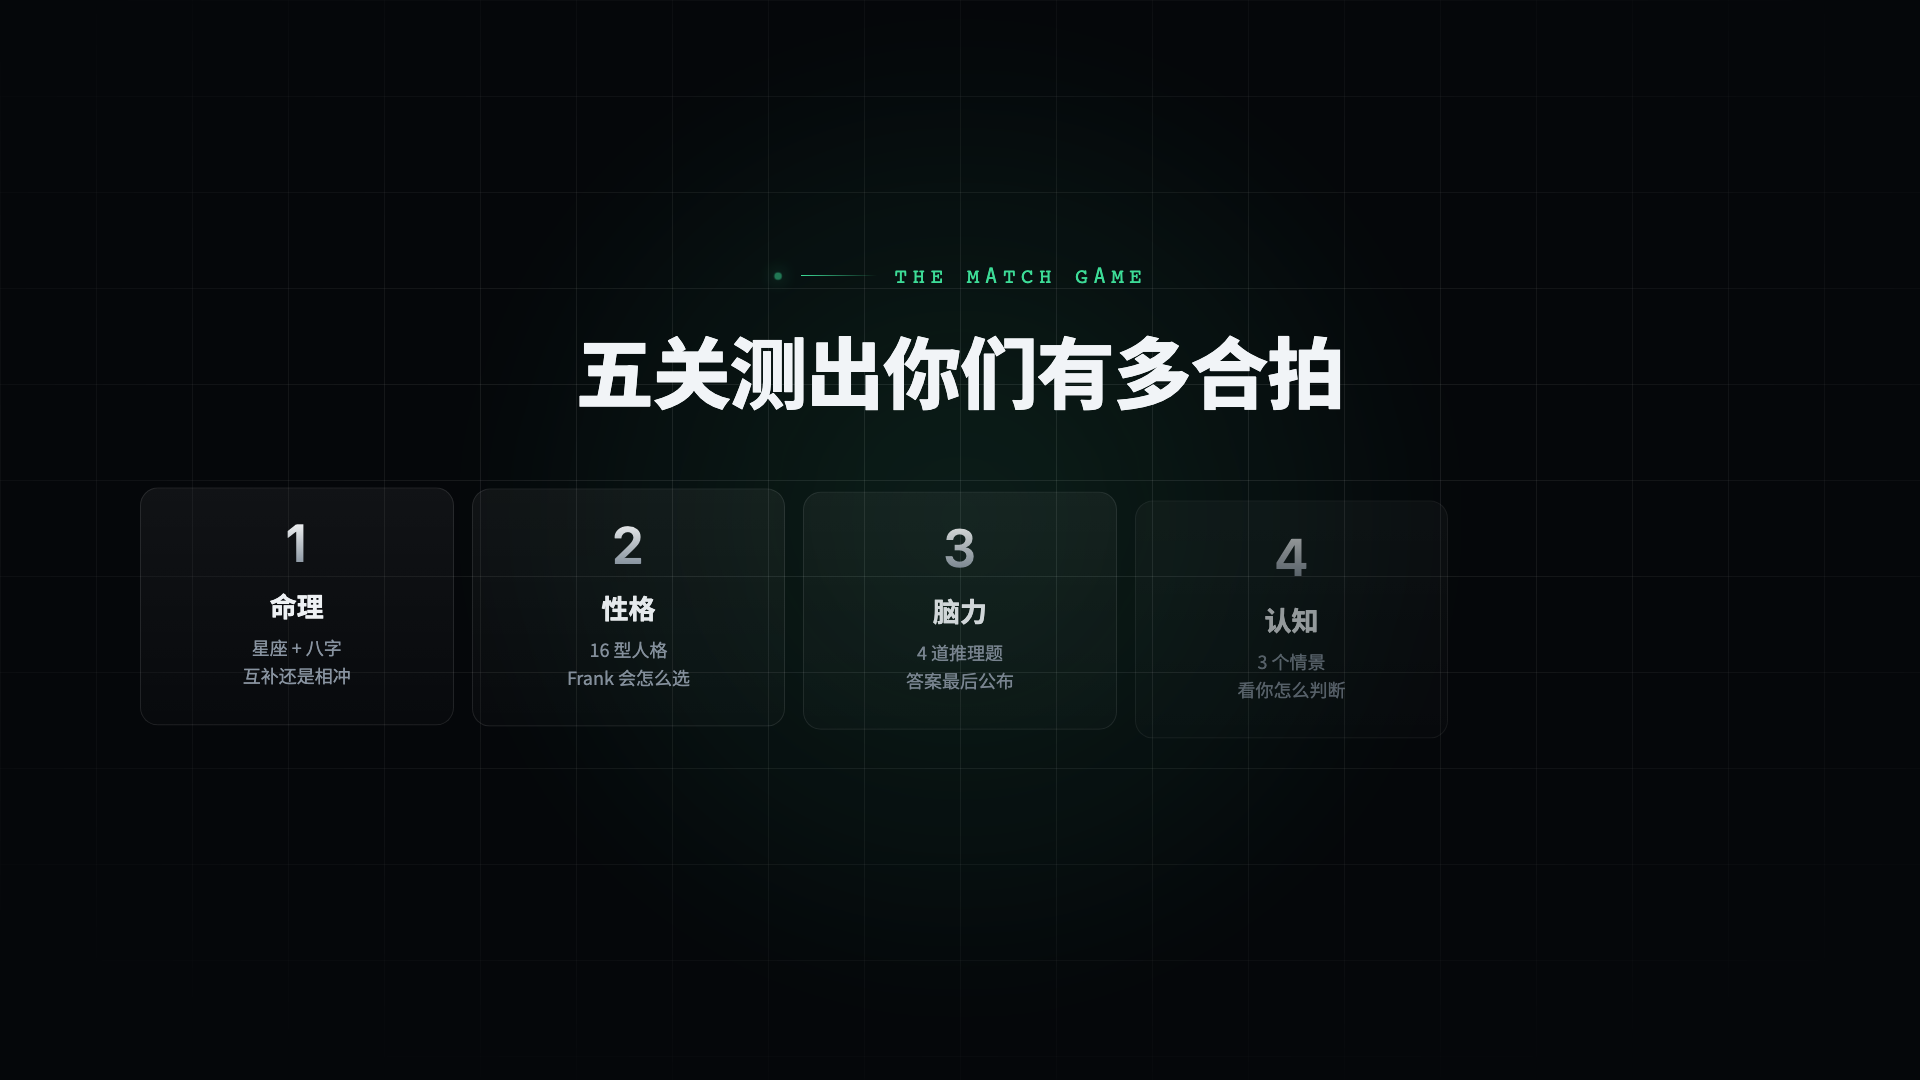 THE MATCH GAME
五关测出你们有多合拍
1
命理
星座 + 八字
互补还是相冲
2
性格
16 型人格
Frank 会怎么选
3
脑力
4 道推理题
答案最后公布
4
认知
3 个情景
看你怎么判断